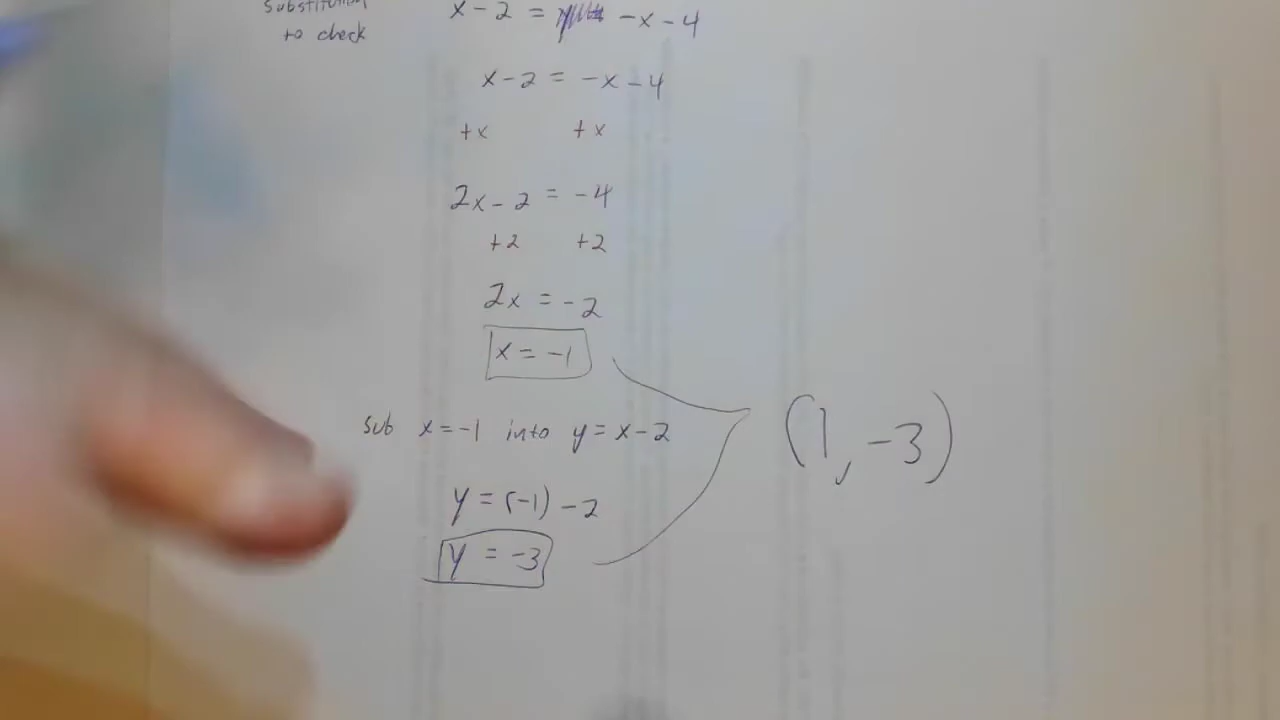 substitution
to check
x - 2 = -x - 4
x - 2 = -x - 4
+x +x
2x - 2 = -4
+2 +2
2x = -2
x = -1
sub x = -1 into y = x - 2
y = (-1) - 2
y = -3
(1, -3)